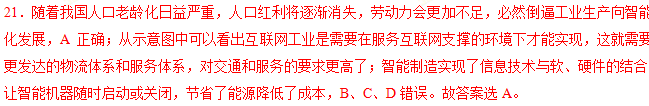 21．随着我国人口老龄化日益严重，人口红利将逐渐消失，劳动力会更加不足，必然倒逼工业生产向智能
化发展，A 正确；从示意图中可以看出互联网工业是需要在服务互联网支撑的环境下才能实现，这就需要
更发达的物流体系和服务体系，对交通和服务的要求更高了；智能制造实现了信息技术与软、硬件的结合
让智能机器随时启动或关闭，节省了能源降低了成本，B、C、D 错误。故答案选 A。